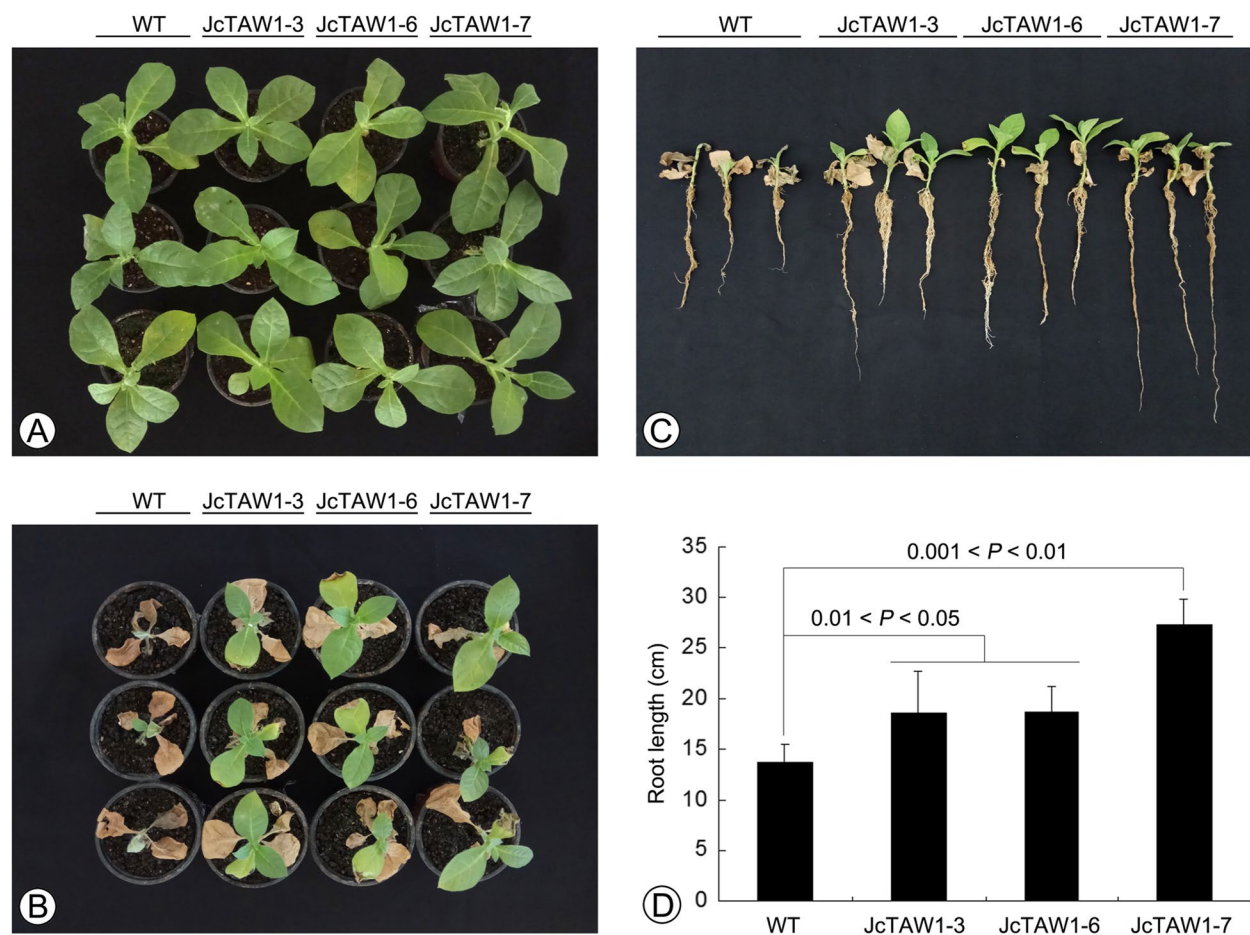 WT JcTAW1-3 JcTAW1-6 JcTAW1-7
A
WT JcTAW1-3 JcTAW1-6 JcTAW1-7
B
WT JcTAW1-3 JcTAW1-6 JcTAW1-7
C
35
30
25
20
15
10
5
0
Root length (cm)
0.001 < P < 0.01
0.01 < P < 0.05
WT JcTAW1-3 JcTAW1-6 JcTAW1-7
D